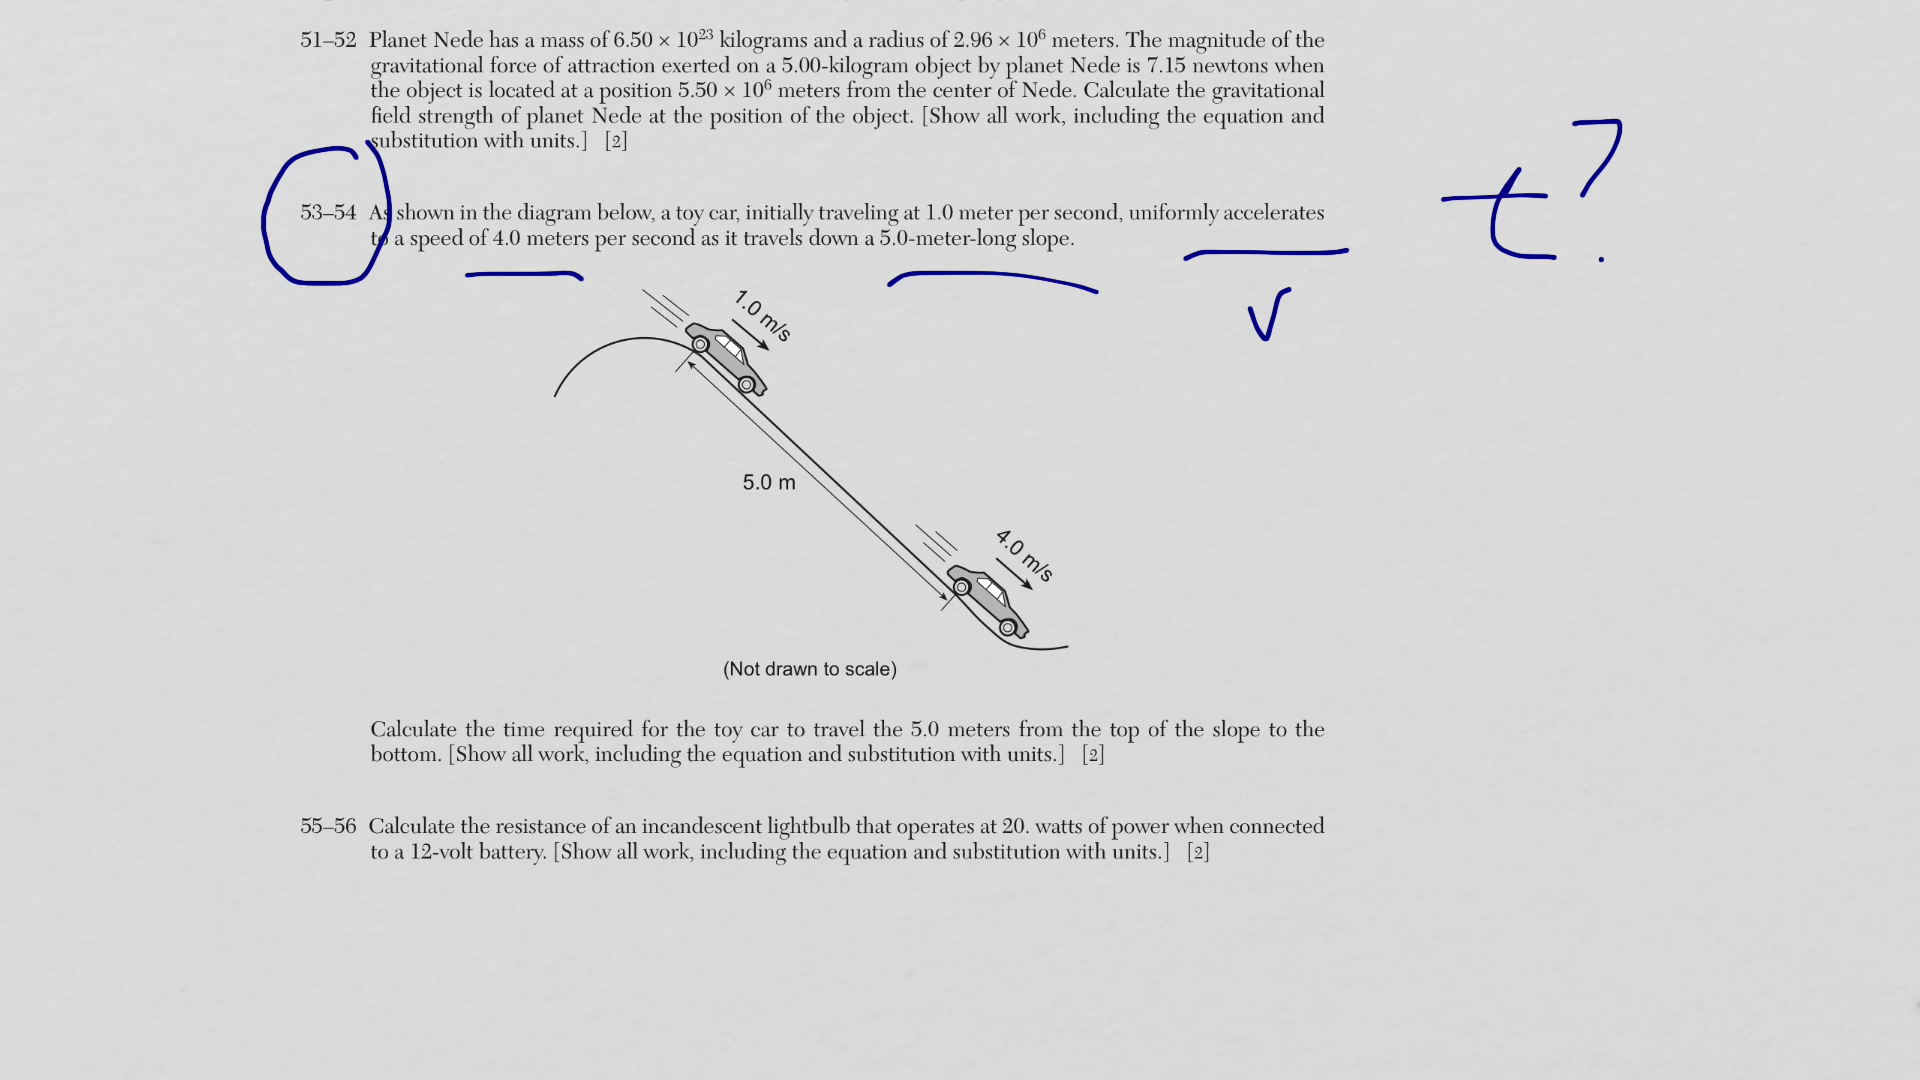 51–52 Planet Nede has a mass of 6.50 × 10²³ kilograms and a radius of 2.96 × 10⁶ meters. The magnitude of the
gravitational force of attraction exerted on a 5.00-kilogram object by planet Nede is 7.15 newtons when
the object is located at a position 5.50 × 10⁶ meters from the center of Nede. Calculate the gravitational
field strength of planet Nede at the position of the object. [Show all work, including the equation and
substitution with units.] [2]
t?
53–54 As shown in the diagram below, a toy car, initially traveling at 1.0 meter per second, uniformly accelerates
to a speed of 4.0 meters per second as it travels down a 5.0-meter-long slope.
1.0 m/s
5.0 m
4.0 m/s
(Not drawn to scale)
Calculate the time required for the toy car to travel the 5.0 meters from the top of the slope to the
bottom. [Show all work, including the equation and substitution with units.] [2]
55–56 Calculate the resistance of an incandescent lightbulb that operates at 20. watts of power when connected
to a 12-volt battery. [Show all work, including the equation and substitution with units.] [2]